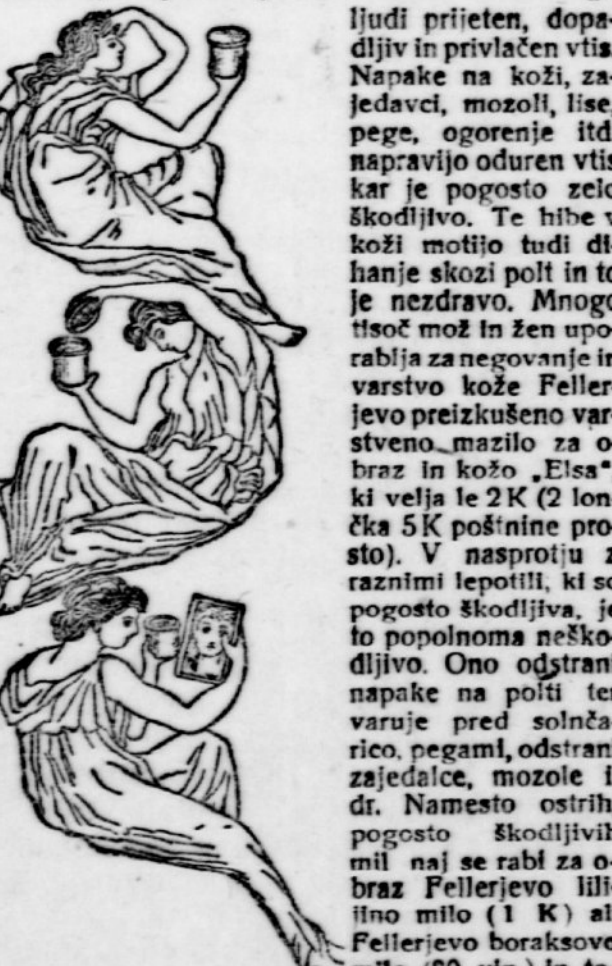 ljudi prijeten, dopa-
dljiv in privlačen vtis
Napake na koži, za-
jedavci, mozoli, lise
pege, ogorenje itd
napravijo oduren vtis
kar je pogosto zelo
škodljivo. Te hibe v
koži motijo tudi di-
hanje skozi polt in to
je nezdravo. Mnogo
tisoč mož in žen upo-
rablja za negovanje in
varstvo kože Feller-
jevo preizkušeno var-
stveno mazilo za o-
braz in kožo „Elsa“
ki velja le 2 K (2 lon-
čka 5 K poštnine pro-
sto). V nasprotju z
raznimi lepotili, ki so
pogosto škodljiva, je
to popolnoma neško-
dljivo. Ono odstrani
napake na polti ter
varuje pred solnča-
rico, pegami, odstrani
zajedalce, mozole i
dr. Namesto ostrih
pogosto škodljivih
mil naj se rabi za o-
braz Fellerjevo lili-
jino milo (1 K) ali
Fellerjevo boraksovo